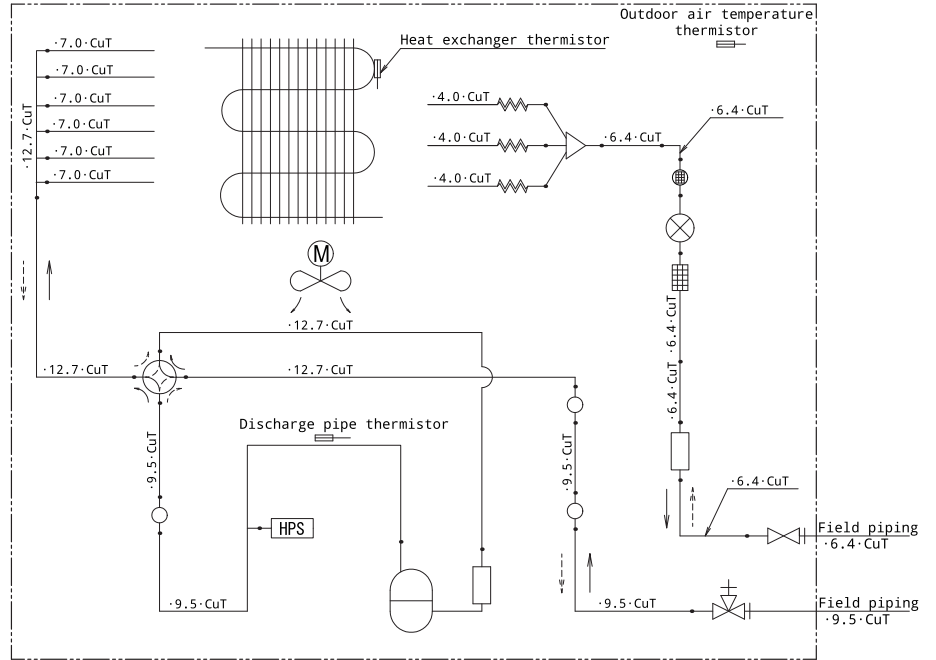 Outdoor air temperature
thermistor
Heat exchanger thermistor
·7.0·CuT
·7.0·CuT
·7.0·CuT
·7.0·CuT
·7.0·CuT
·7.0·CuT
·12.7·CuT
·4.0·CuT
·4.0·CuT
·4.0·CuT
·6.4·CuT
·6.4·CuT
M
·12.7·CuT
·6.4·CuT
·12.7·CuT
·12.7·CuT
·6.4·CuT
Discharge pipe thermistor
·9.5·CuT
·9.5·CuT
HPS
·6.4·CuT
Field piping
·6.4·CuT
·9.5·CuT
·9.5·CuT
Field piping
·9.5·CuT